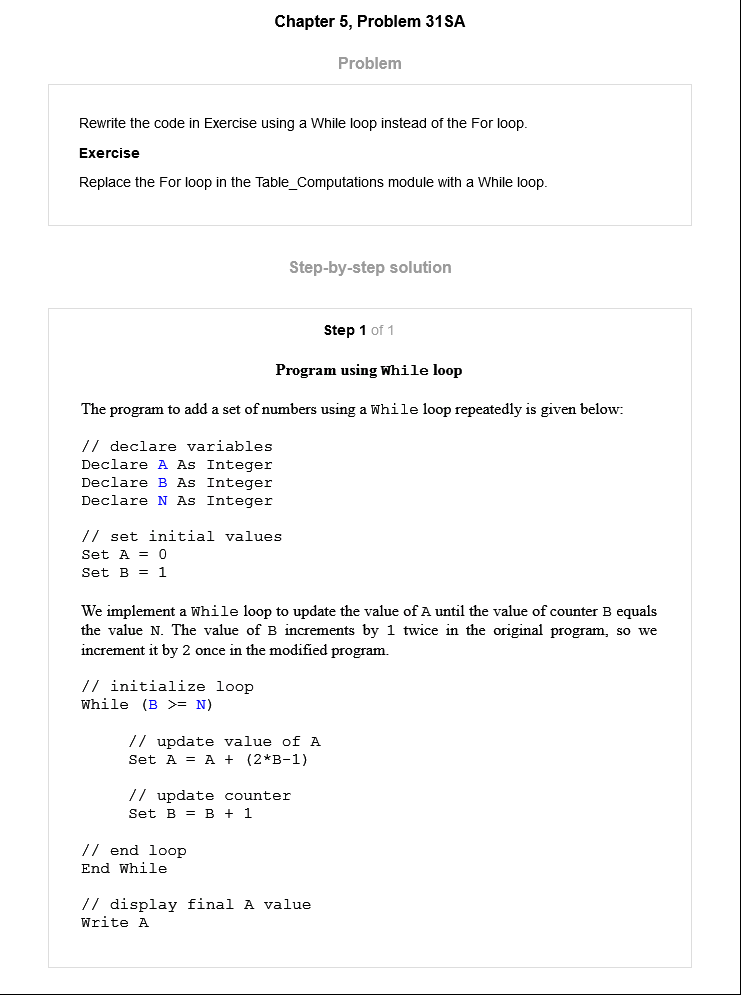 Chapter 5, Problem 31SA
Problem
Rewrite the code in Exercise using a While loop instead of the For loop.
Exercise
Replace the For loop in the Table_Computations module with a While loop.
Step-by-step solution
Step 1 of 1
Program using While loop
The program to add a set of numbers using a While loop repeatedly is given below:
// declare variables
Declare A As Integer
Declare B As Integer
Declare N As Integer
// set initial values
Set A = 0
Set B = 1
We implement a While loop to update the value of A until the value of counter B equals
the value N. The value of B increments by 1 twice in the original program, so we
increment it by 2 once in the modified program.
// initialize loop
While (B >= N)
// update value of A
Set A = A + (2*B-1)
// update counter
Set B = B + 1
// end loop
End While
// display final A value
Write A